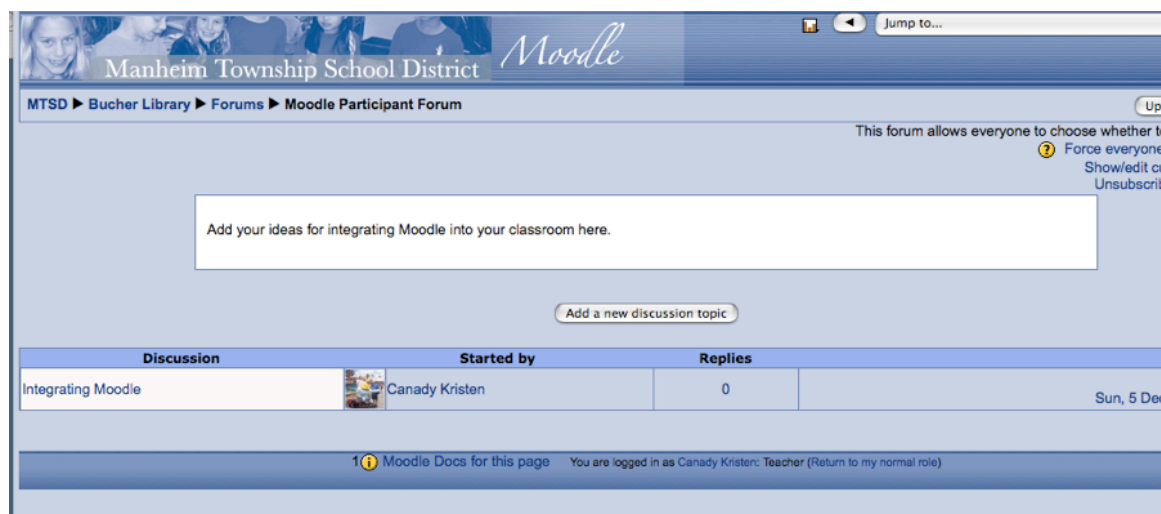 Manheim Township School District Moodle
Jump to...
MTSD ▶ Bucher Library ▶ Forums ▶ Moodle Participant Forum
Up
This forum allows everyone to choose whether t
Force everyone
Show/edit c
Unsubscri
Add your ideas for integrating Moodle into your classroom here.
Add a new discussion topic
Discussion Started by Replies
Integrating Moodle Canady Kristen 0
Sun, 5 De
1 Moodle Docs for this page You are logged in as Canady Kristen: Teacher (Return to my normal role)